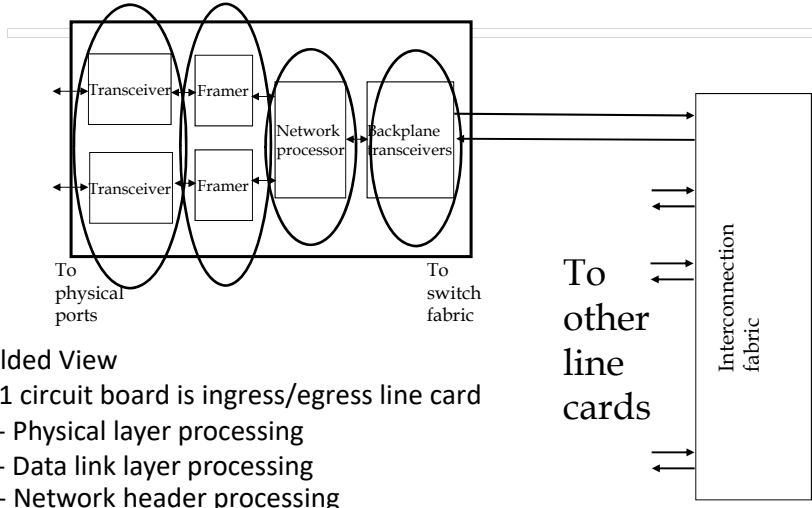 Transceiver
Framer
Network
processor
Backplane
transceivers
Transceiver
Framer
To
physical
ports
To
switch
fabric
To
other
line
cards
Interconnection
fabric
lded View
1 circuit board is ingress/egress line card
- Physical layer processing
- Data link layer processing
- Network header processing